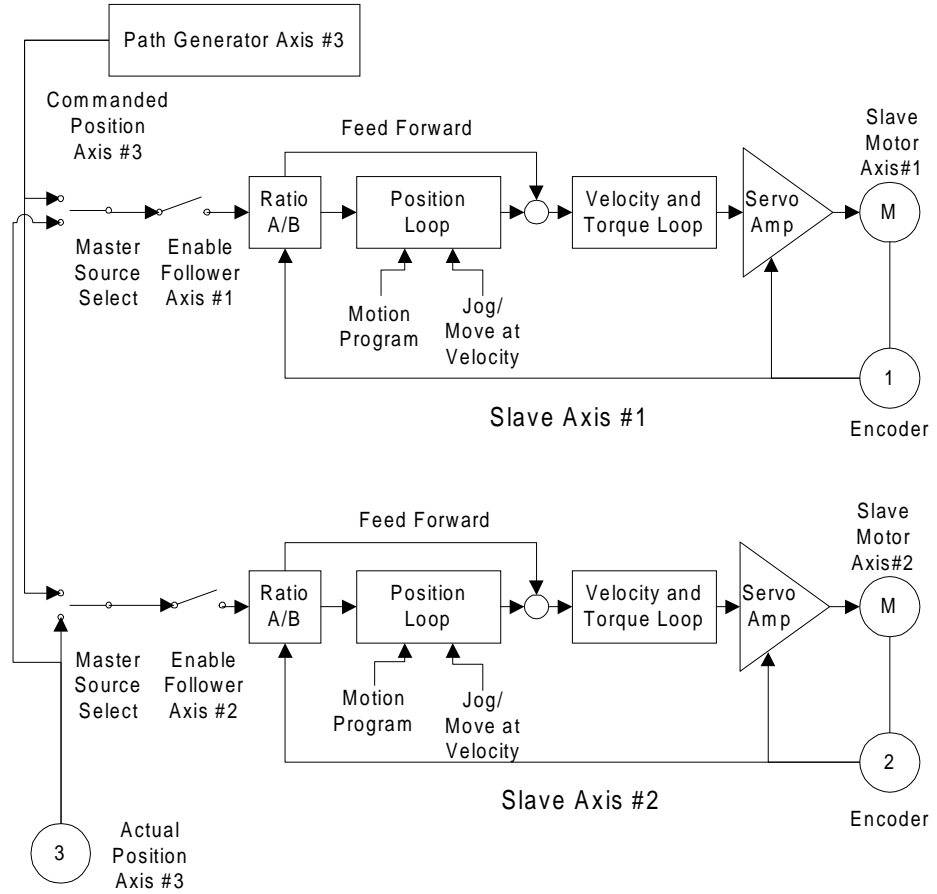 Path Generator Axis #3
Commanded
Position
Axis #3
Feed Forward
Slave
Motor
Axis#1
Ratio
A/B
Position
Loop
Velocity and
Torque Loop
Servo
Amp
M
Master
Source
Select
Enable
Follower
Axis #1
Motion
Program
Jog/
Move at
Velocity
1
Slave Axis #1
Encoder
Feed Forward
Slave
Motor
Axis#2
Ratio
A/B
Position
Loop
Velocity and
Torque Loop
Servo
Amp
M
Master
Source
Select
Enable
Follower
Axis #2
Motion
Program
Jog/
Move at
Velocity
2
Slave Axis #2
Encoder
3
Actual
Position
Axis #3